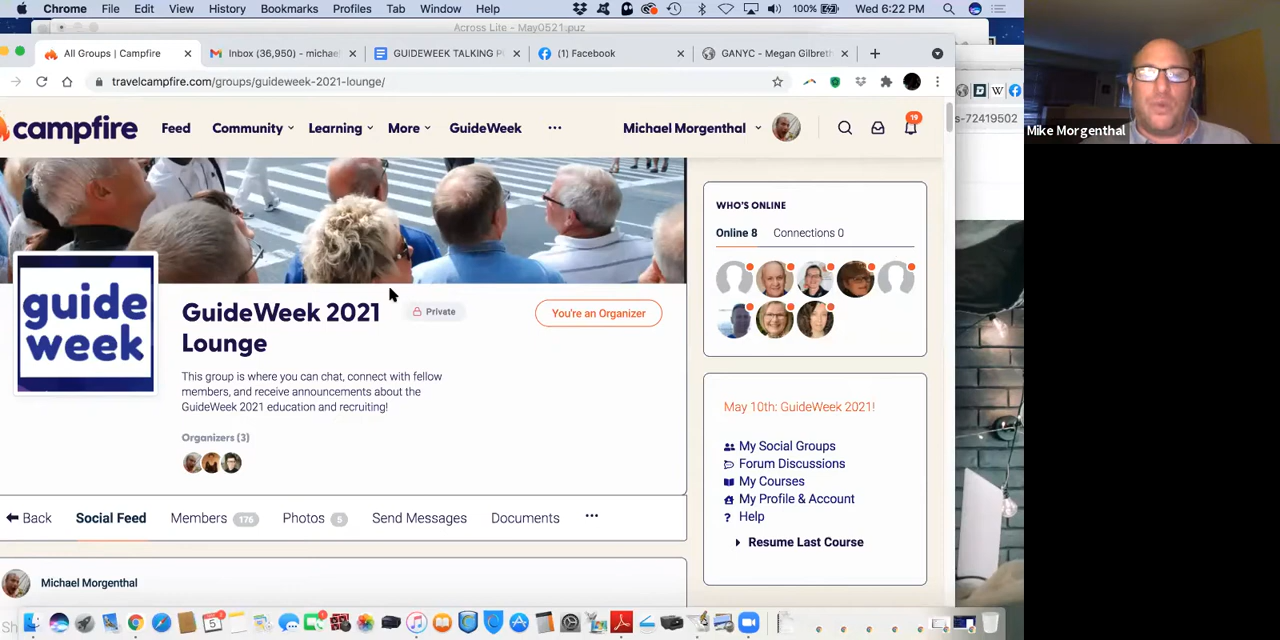 Chrome File Edit View History Bookmarks Profiles Tab Window Help 100% Wed 6:22 PM
Across Lite - May0521.puz
All Groups | Campfire Inbox (36,950) - michae GUIDEWEEK TALKING P (1) Facebook GANYC - Megan Gilbreth
travelcampfire.com/groups/guideweek-2021-lounge/
s-72419502
Mike Morgenthal
campfire Feed Community Learning More GuideWeek Michael Morgenthal 19
WHO'S ONLINE
Online 8 Connections 0
guide
week
GuideWeek 2021
Lounge
Private
You're an Organizer
This group is where you can chat, connect with fellow
members, and receive announcements about the
GuideWeek 2021 education and recruiting!
Organizers (3)
May 10th: GuideWeek 2021!
My Social Groups
Forum Discussions
My Courses
My Profile & Account
Help
Resume Last Course
Back Social Feed Members 176 Photos 5 Send Messages Documents
Michael Morgenthal